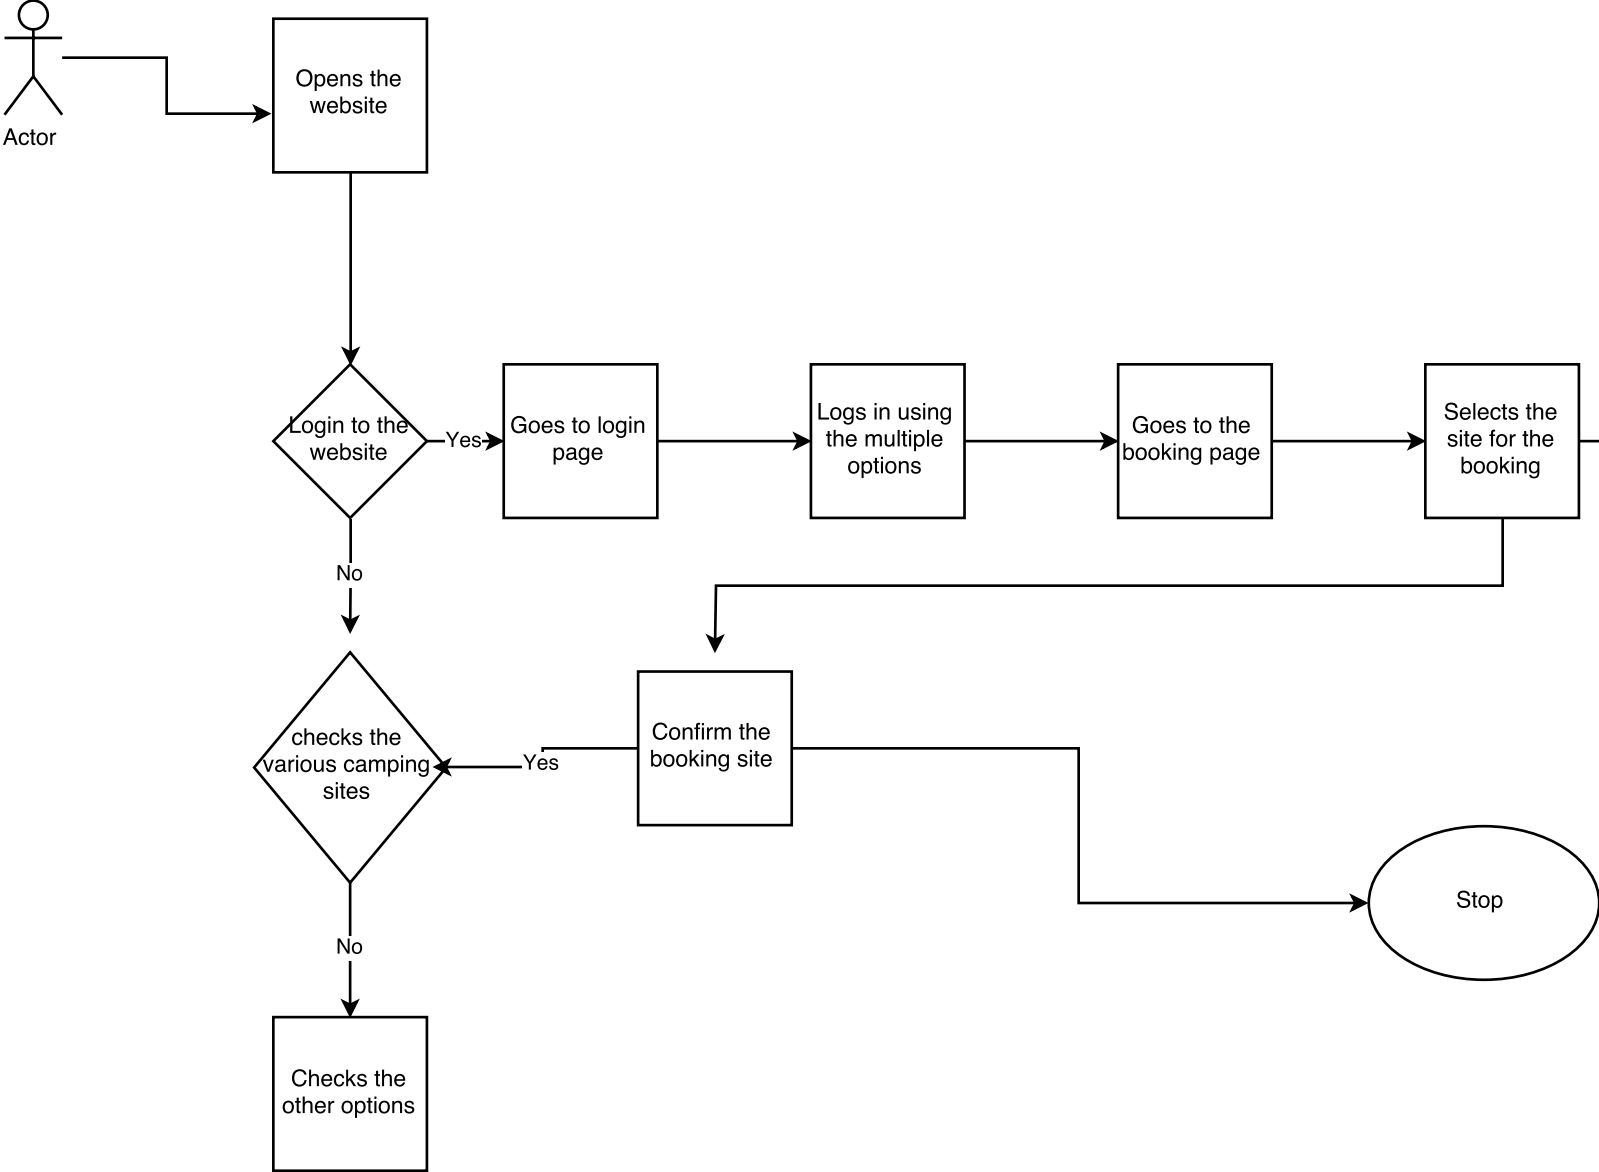 Actor
Opens the
website
Login to the
website
Yes
Goes to login
page
Logs in using
the multiple
options
Goes to the
booking page
Selects the
site for the
booking
No
checks the
various camping
sites
Yes
Confirm the
booking site
Stop
No
Checks the
other options